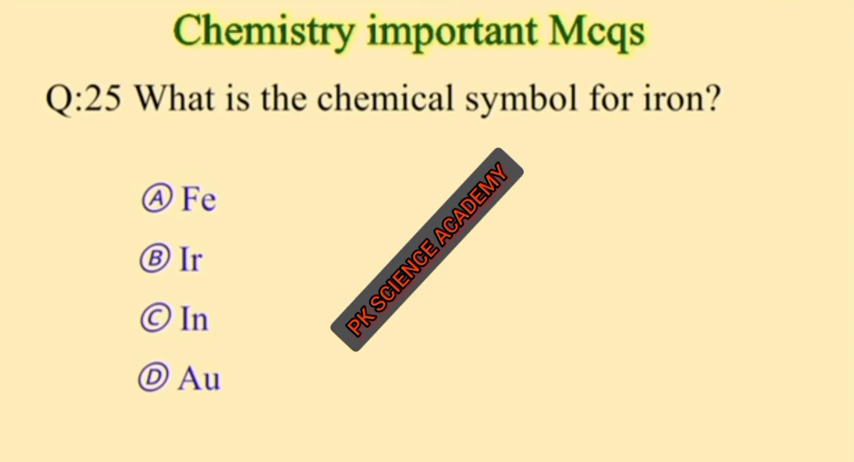 Chemistry important Mcqs
Q:25 What is the chemical symbol for iron?
Ⓐ Fe
Ⓑ Ir
Ⓒ In
Ⓓ Au
PK SCIENCE ACADEMY